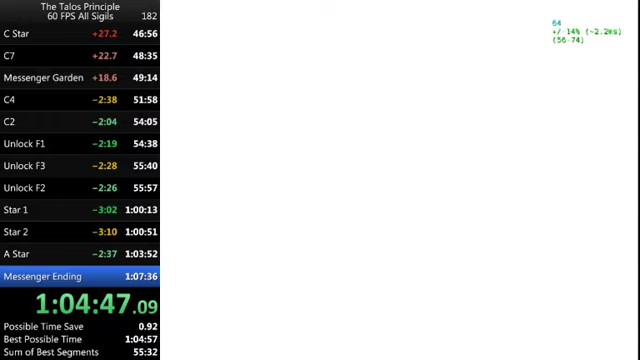 The Talos Principle
60 FPS All Sigils 182
C Star +27.2 46:56
C7 +22.7 48:35
Messenger Garden +18.6 49:14
C4 −2:38 51:58
C2 −2:04 54:05
Unlock F1 −2:19 54:38
Unlock F3 −2:28 55:40
Unlock F2 −2:26 55:57
Star 1 −3:02 1:00:13
Star 2 −3:10 1:00:51
A Star −2:37 1:03:52
Messenger Ending 1:07:36
1:04:47.09
Possible Time Save 0.92
Best Possible Time 1:04:57
Sum of Best Segments 55:32
64
+/-14% (~2.2ms)
(56-74)